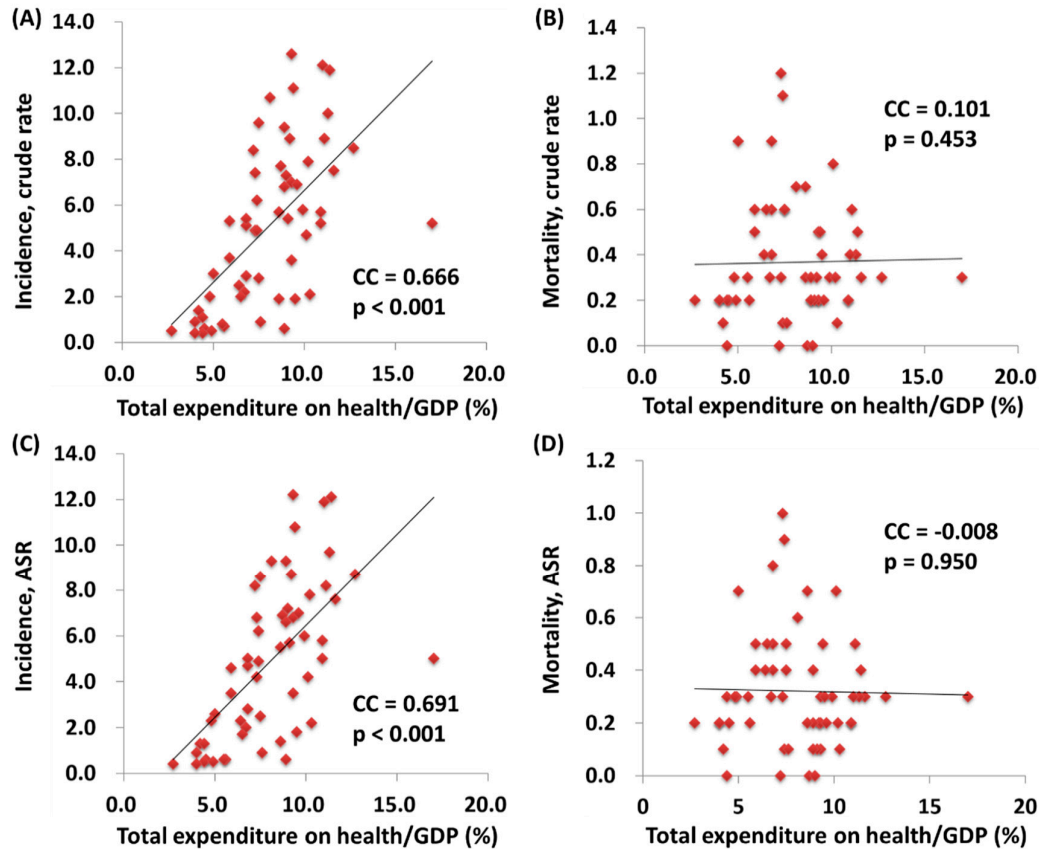 (A)
14.0
12.0
10.0
8.0
6.0
4.0
2.0
0.0
Incidence, crude rate
CC = 0.666
p < 0.001
0.0 5.0 10.0 15.0 20.0
Total expenditure on health/GDP (%)
(B)
1.4
1.2
1.0
0.8
0.6
0.4
0.2
0.0
Mortality, crude rate
CC = 0.101
p = 0.453
0.0 5.0 10.0 15.0 20.0
Total expenditure on health/GDP (%)
(C)
14.0
12.0
10.0
8.0
6.0
4.0
2.0
0.0
Incidence, ASR
CC = 0.691
p < 0.001
0.0 5.0 10.0 15.0 20.0
Total expenditure on health/GDP (%)
(D)
1.2
1.0
0.8
0.6
0.4
0.2
0.0
Mortality, ASR
CC = -0.008
p = 0.950
0 5 10 15 20
Total expenditure on health/GDP (%)